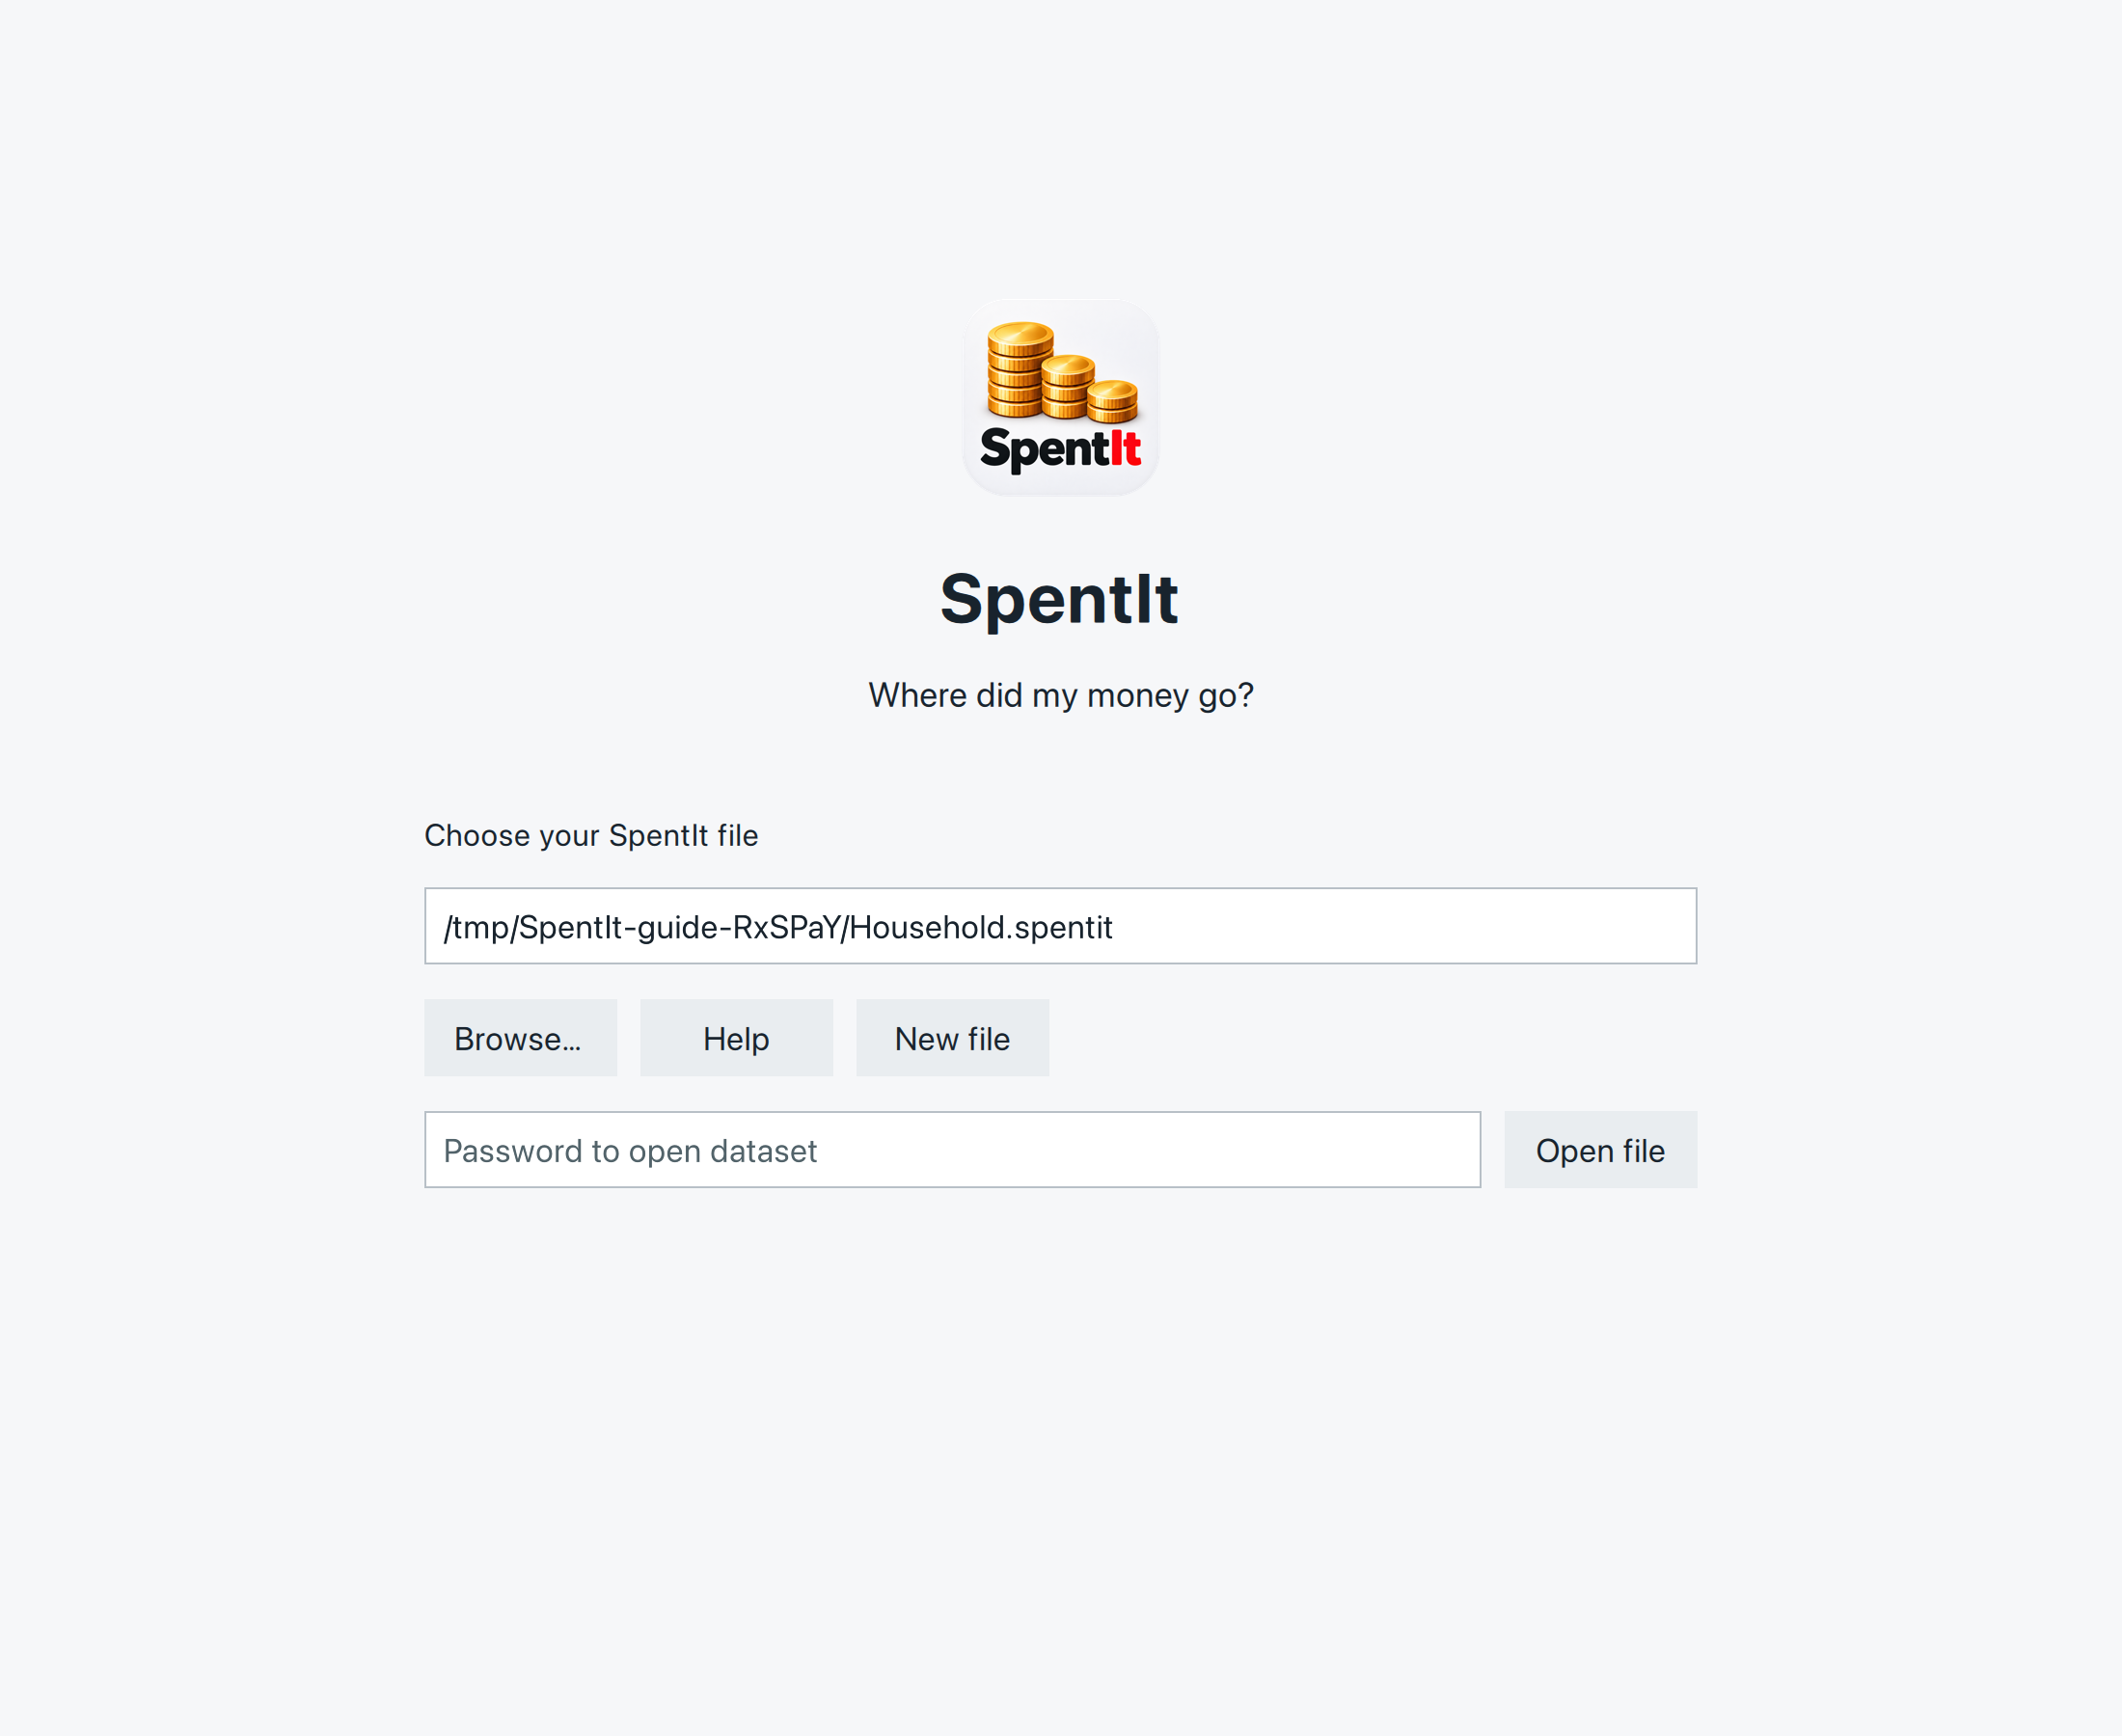 SpentIt
SpentIt
Where did my money go?
Choose your SpentIt file
/tmp/SpentIt-guide-RxSPaY/Household.spentit
Browse...
Help
New file
Password to open dataset
Open file